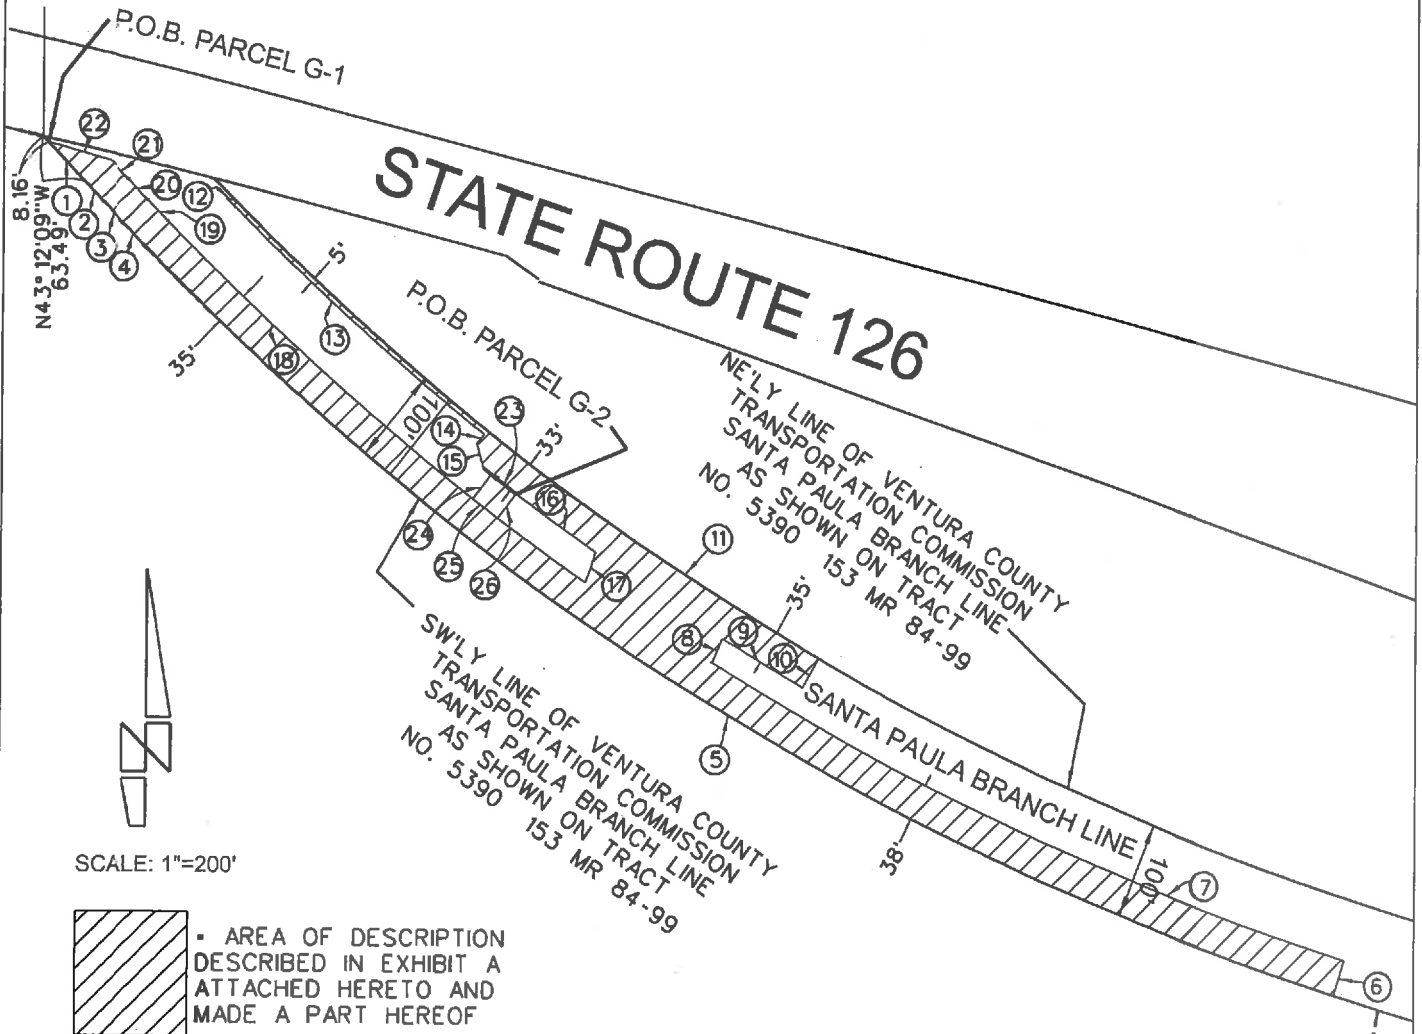 P.O.B. PARCEL G-1
22
21
20
12
19
8.16'
N43°12'09"W
63.49'
1
2
3
4
STATE ROUTE 126
5'
13
35'
18
P.O.B. PARCEL G-2
100'
14
15
23
33'
16
24
25
26
17
NE'LY LINE OF VENTURA COUNTY
TRANSPORTATION COMMISSION
SANTA PAULA BRANCH LINE
AS SHOWN ON TRACT
NO. 5390 153 MR 84-99
11
35'
8
9
10
5
SW'LY LINE OF VENTURA COUNTY
TRANSPORTATION COMMISSION
SANTA PAULA BRANCH LINE
AS SHOWN ON TRACT
NO. 5390 153 MR 84-99
SANTA PAULA BRANCH LINE
38'
100'
7
6
N
SCALE: 1"=200'
- AREA OF DESCRIPTION
DESCRIBED IN EXHIBIT A
ATTACHED HERETO AND
MADE A PART HEREOF